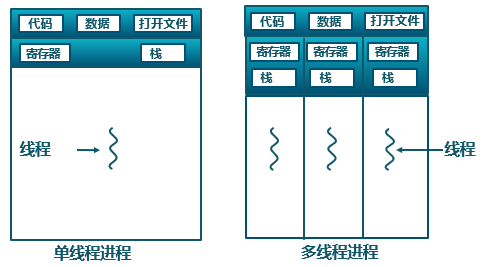 代码 数据 打开文件
寄存器 栈
线程
单线程进程
代码 数据 打开文件
寄存器 寄存器 寄存器
栈 栈 栈
线程
多线程进程